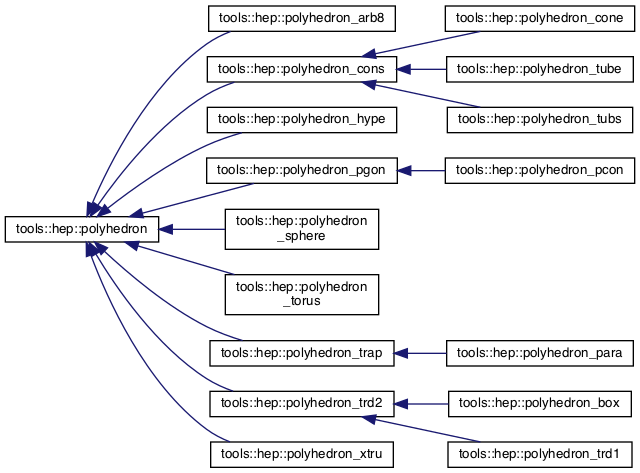 tools::hep::polyhedron
tools::hep::polyhedron_arb8
tools::hep::polyhedron_cons
tools::hep::polyhedron_hype
tools::hep::polyhedron_pgon
tools::hep::polyhedron
_sphere
tools::hep::polyhedron
_torus
tools::hep::polyhedron_trap
tools::hep::polyhedron_trd2
tools::hep::polyhedron_xtru
tools::hep::polyhedron_cone
tools::hep::polyhedron_tube
tools::hep::polyhedron_tubs
tools::hep::polyhedron_pcon
tools::hep::polyhedron_para
tools::hep::polyhedron_box
tools::hep::polyhedron_trd1